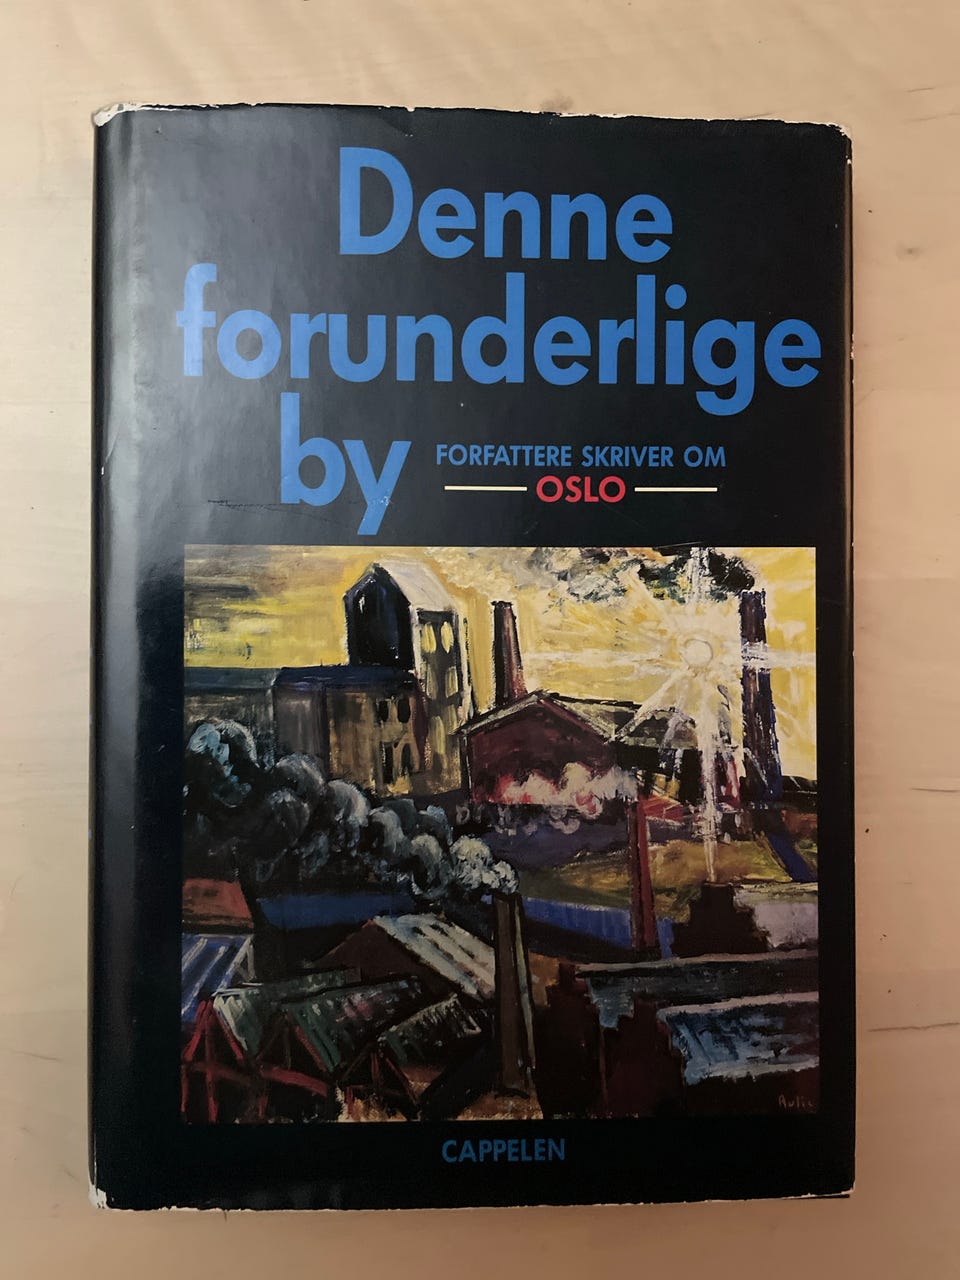 Denne
forunderlige
by
FORFATTERE SKRIVER OM
OSLO
CAPPELEN